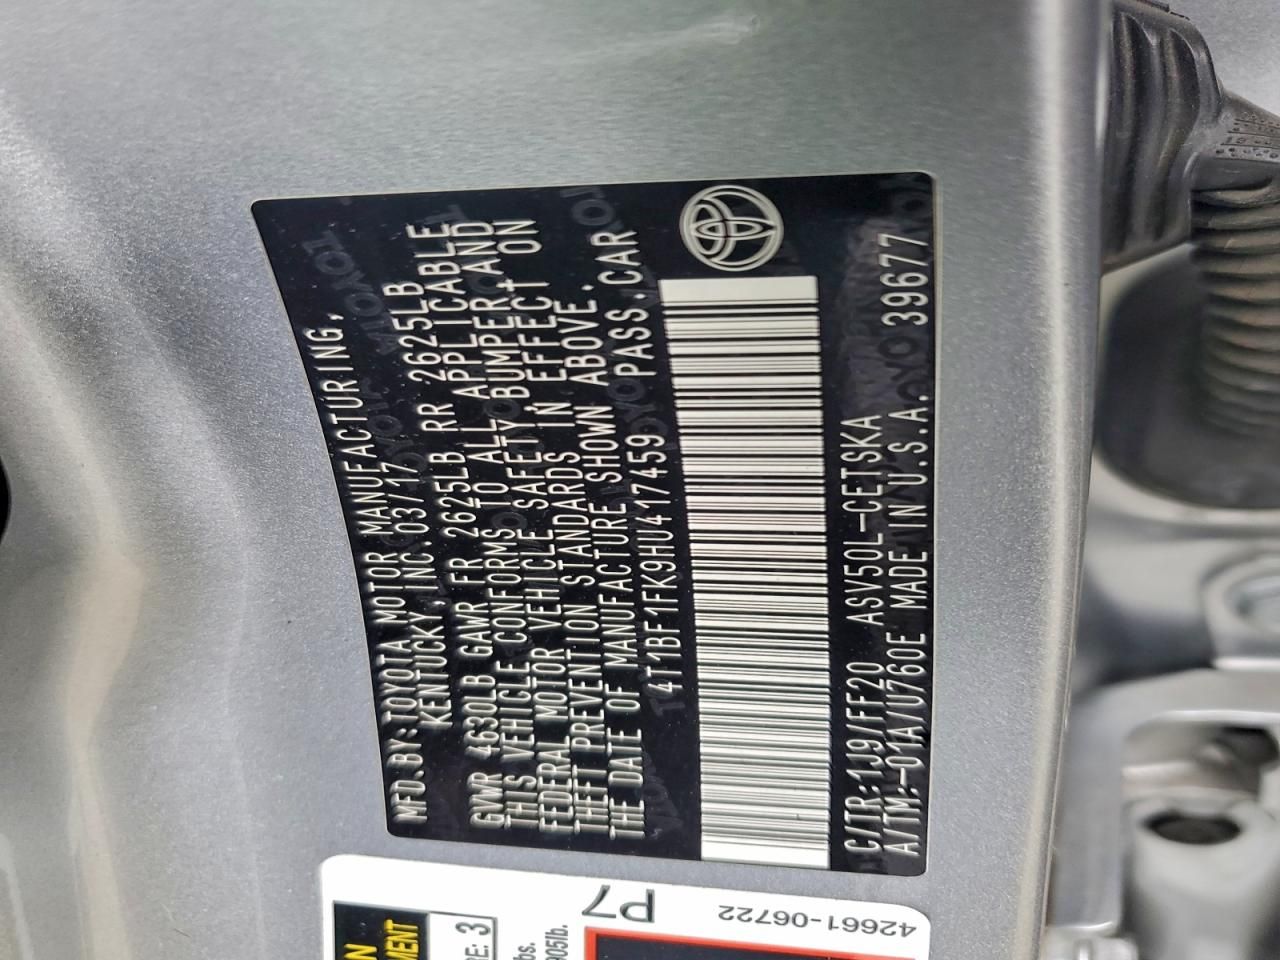 MFD.BY:TOYOTA MOTOR MANUFACTURING,
KENTUCKY, INC. 03/17
GVWR 4630LB GAWR FR 2625LB RR 2625LB
THIS VEHICLE CONFORMS TO ALL APPLICABLE
FEDERAL MOTOR VEHICLE SAFETY, BUMPER, AND
THEFT PREVENTION STANDARDS IN EFFECT ON
THE DATE OF MANUFACTURE SHOWN ABOVE.
4T1BF1FK9HU417459 PASS.CAR
C/TR:1J9/FF20 ASV50L-CETSKA
A/TM:-01A/U760E MADE IN U.S.A. 39677
P7
42661-06722
3
905lb.